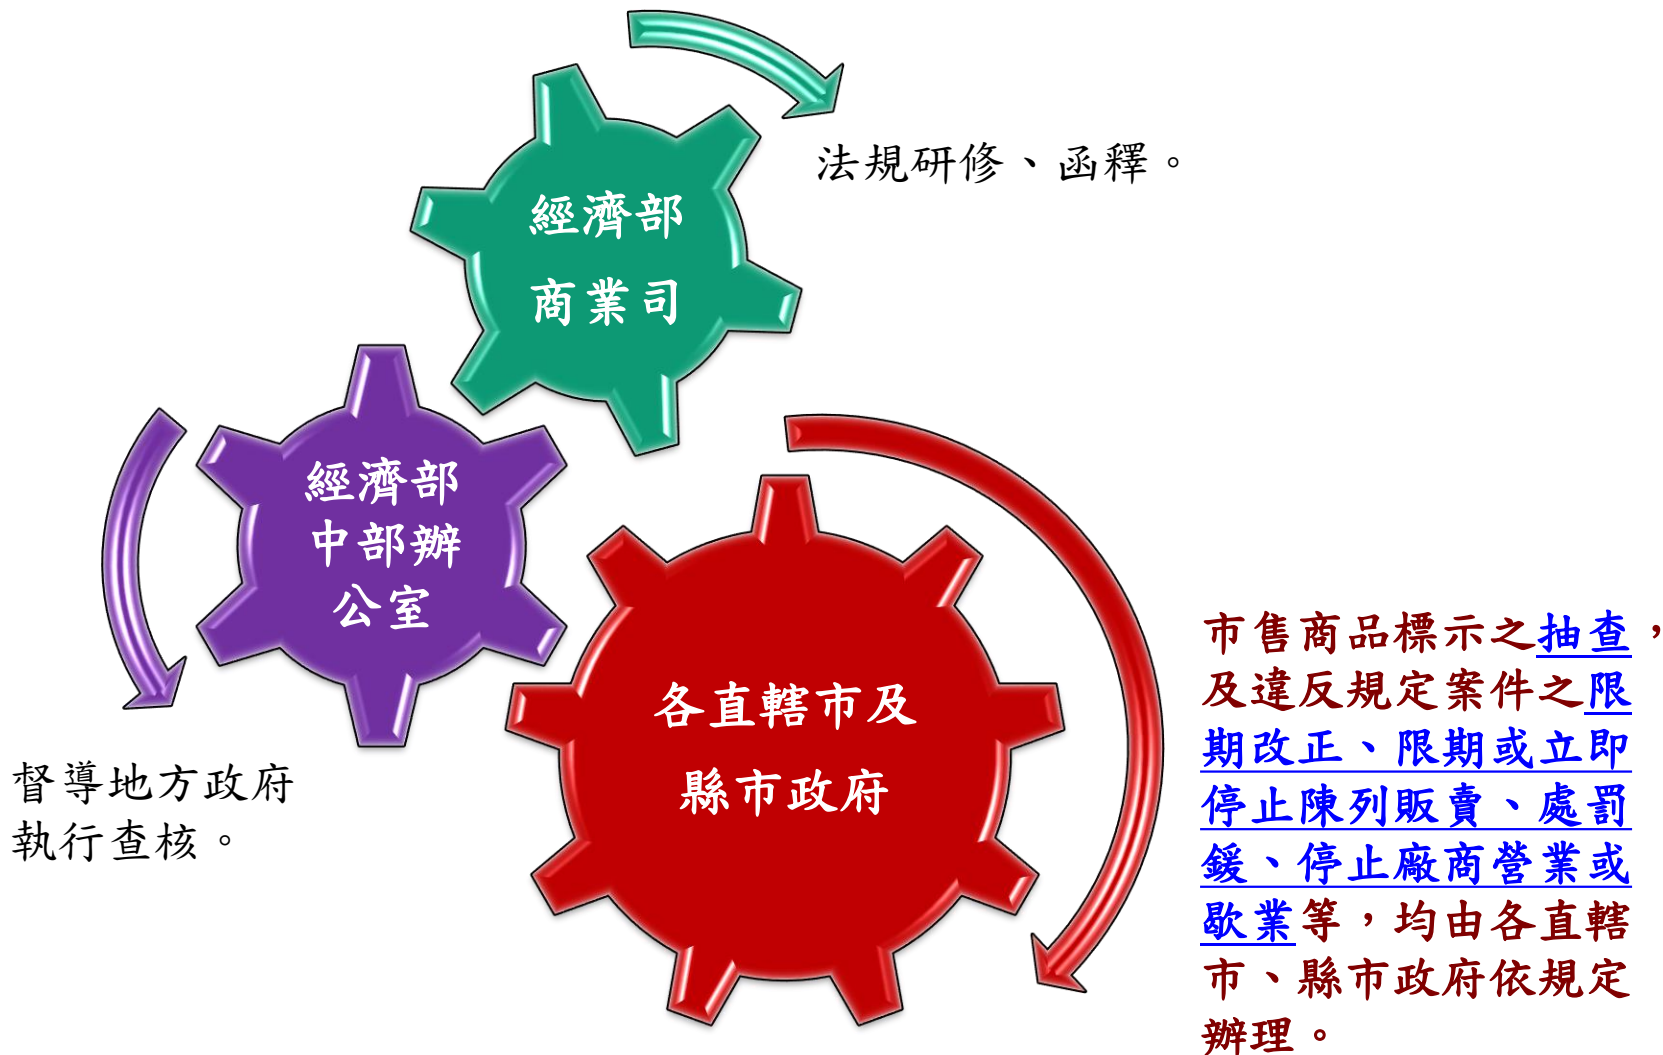 法規研修、函釋。
經濟部
商業司
經濟部
中部辦
公室
督導地方政府
執行查核。
各直轄市及
縣市政府
市售商品標示之抽查，
及違反規定案件之限
期改正、限期或立即
停止陳列販賣、處罰
鍰、停止廠商營業或
歇業等，均由各直轄
市、縣市政府依規定
辦理。